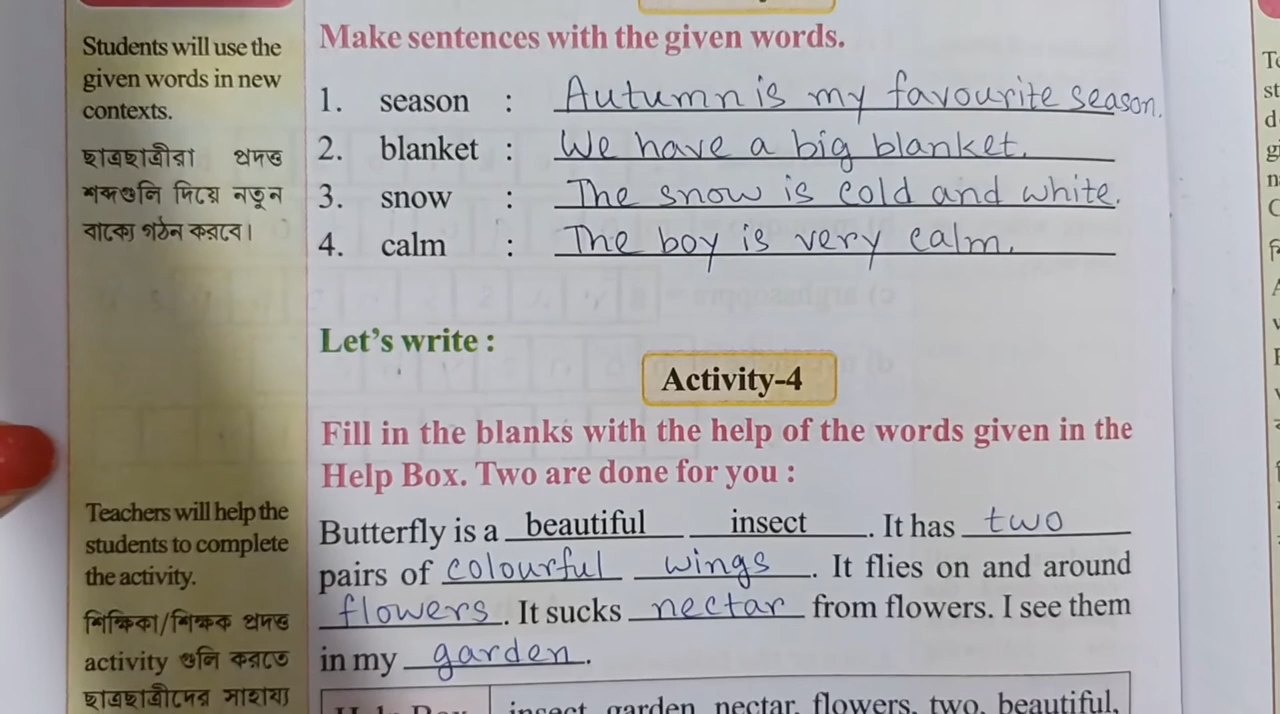 Students will use the
given words in new
contexts.
ছাত্রছাত্রীরা প্রদত্ত
শব্দগুলি দিয়ে নতুন
বাক্যে গঠন করবে।
Make sentences with the given words.
1. season : Autumn is my favourite season.
2. blanket : We have a big blanket.
3. snow : The snow is cold and white.
4. calm : The boy is very calm.
Let's write :
Activity-4
Fill in the blanks with the help of the words given in the
Help Box. Two are done for you :
Teachers will help the
students to complete
the activity.
শিক্ষিকা/শিক্ষক প্রদত্ত
activity গুলি করতে
ছাত্রছাত্রীদের সাহায্য
Butterfly is a beautiful insect. It has two
pairs of colourful wings. It flies on and around
flowers. It sucks nectar from flowers. I see them
in my garden.
Help Box insect, garden, nectar, flowers, two, beautiful,